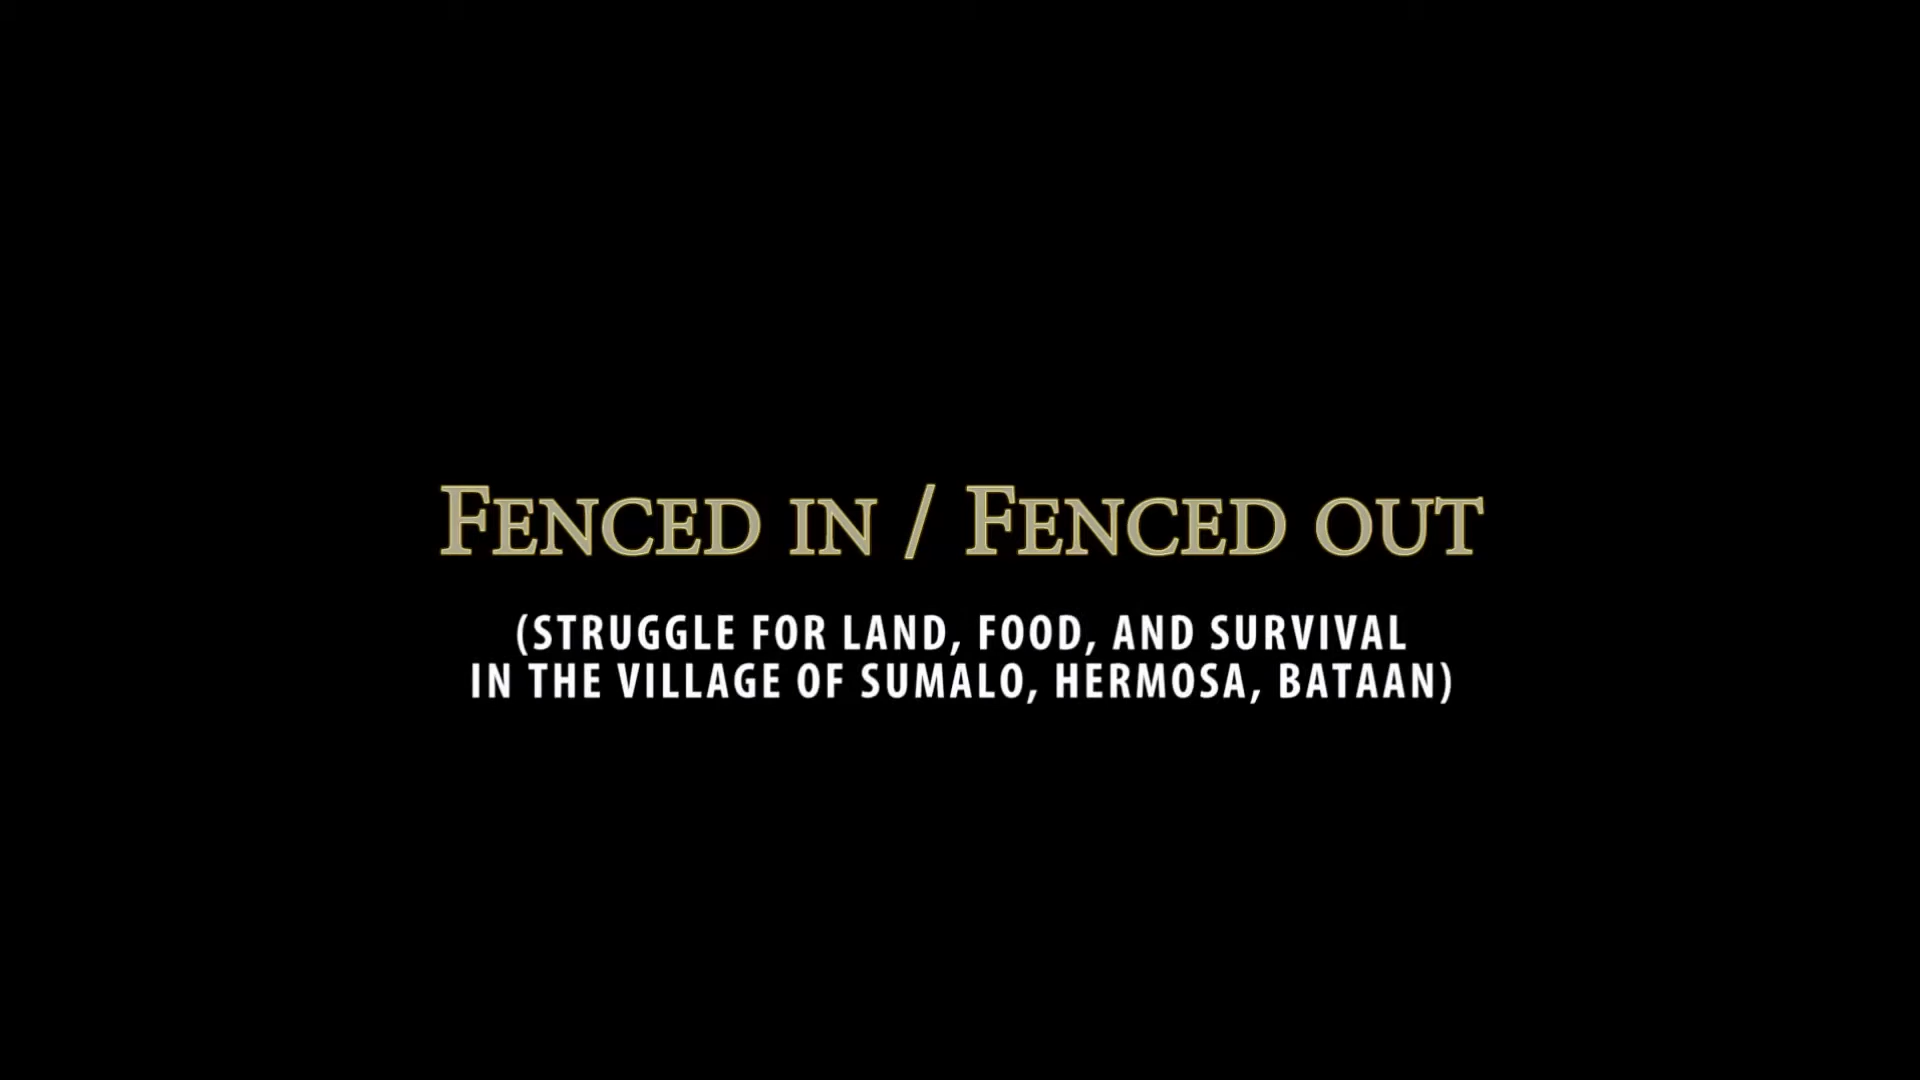 FENCED IN / FENCED OUT
(STRUGGLE FOR LAND, FOOD, AND SURVIVAL
IN THE VILLAGE OF SUMALO, HERMOSA, BATAAN)